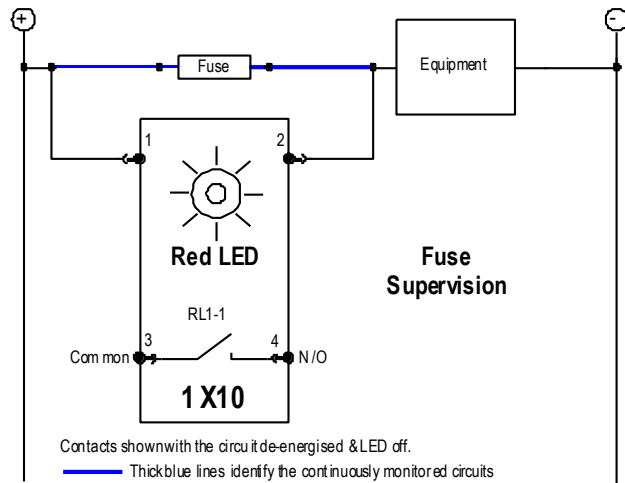 +
-
Fuse
Equipment
1
2
Red LED
Fuse
Supervision
RL1-1
3
4
Common
N/O
1 X10
Contacts shown with the circuit de-energised & LED off.
Thick blue lines identify the continuously monitored circuits